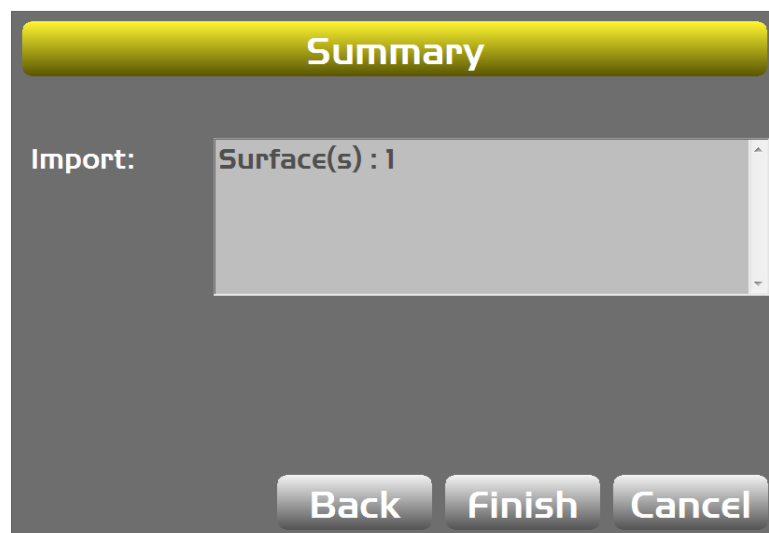 Summary
Import:
Surface(s) : 1
Back
Finish
Cancel